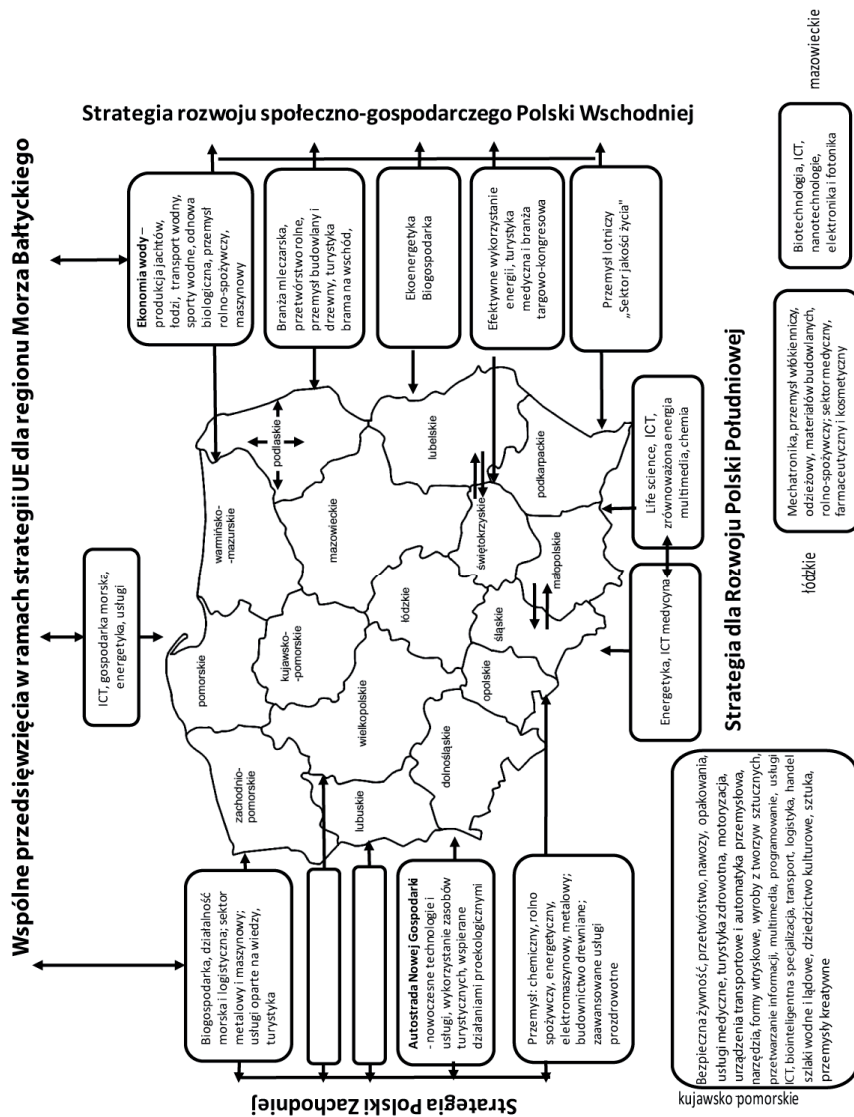 Wspólne przedsięwzięcia w ramach strategii UE dla regionu Morza Bałtyckiego
ICT, gospodarka morska,
energetyka, usługi
Strategia Polski Zachodniej
Biogospodarka, działalność
morska i logistyczna; sektor
metalowy i maszynowy;
usługi oparte na wiedzy,
turystyka
Autostrada Nowej Gospodarki
- nowoczesne technologie i
usługi, wykorzystanie zasobów
turystycznych, wspierane
działaniami proekologicznymi
Przemysł: chemiczny, rolno
spożywczy, energetyczny,
elektromaszynowy, metalowy;
budownictwo drewniane;
zaawansowane usługi
prozdrowotne
zachodnio-
pomorskie
pomorskie
warmińsko-
-mazurskie
podlaskie
kujawsko-
-pomorskie
mazowieckie
lubuskie
wielkopolskie
łódzkie
lubelskie
dolnośląskie
opolskie
śląskie
świętokrzyskie
małopolskie
podkarpackie
Ekonomia wody –
produkcja jachtów,
łodzi, transport wodny,
sporty wodne, odnowa
biologiczna, przemysł
rolno-spożywczy,
maszynowy
Branża mleczarska,
przetwórstwo rolne,
przemysł budowlany i
drzewny, turystyka
brama na wschód,
Ekoenergetyka
Biogospodarka
Efektywne wykorzystanie
energii, turystyka
medyczna i branża
targowo-kongresowa
Przemysł lotniczy
„Sektor jakości życia"
Strategia rozwoju społeczno-gospodarczego Polski Wschodniej
Energetyka, ICT medycyna
Life science, ICT,
zrównoważona energia
multimedia, chemia
Strategia dla Rozwoju Polski Południowej
kujawsko pomorskie
Bezpieczna żywność, przetwórstwo, nawozy, opakowania,
usługi medyczne, turystyka zdrowotna, motoryzacja,
urządzenia transportowe i automatyka przemysłowa,
narzędzia, formy wtryskowe, wyroby z tworzyw sztucznych,
przetwarzanie informacji, multimedia, programowanie, usługi
ICT, biointeligentna specjalizacja, transport, logistyka, handel
szlaki wodne i lądowe, dziedzictwo kulturowe, sztuka,
przemysły kreatywne
łódzkie
Mechatronika, przemysł włókienniczy,
odzieżowy, materiałów budowlanych,
rolno-spożywczy; sektor medyczny,
farmaceutyczny i kosmetyczny
Biotechnologia, ICT,
nanotechnologie,
elektronika i fotonika
mazowieckie